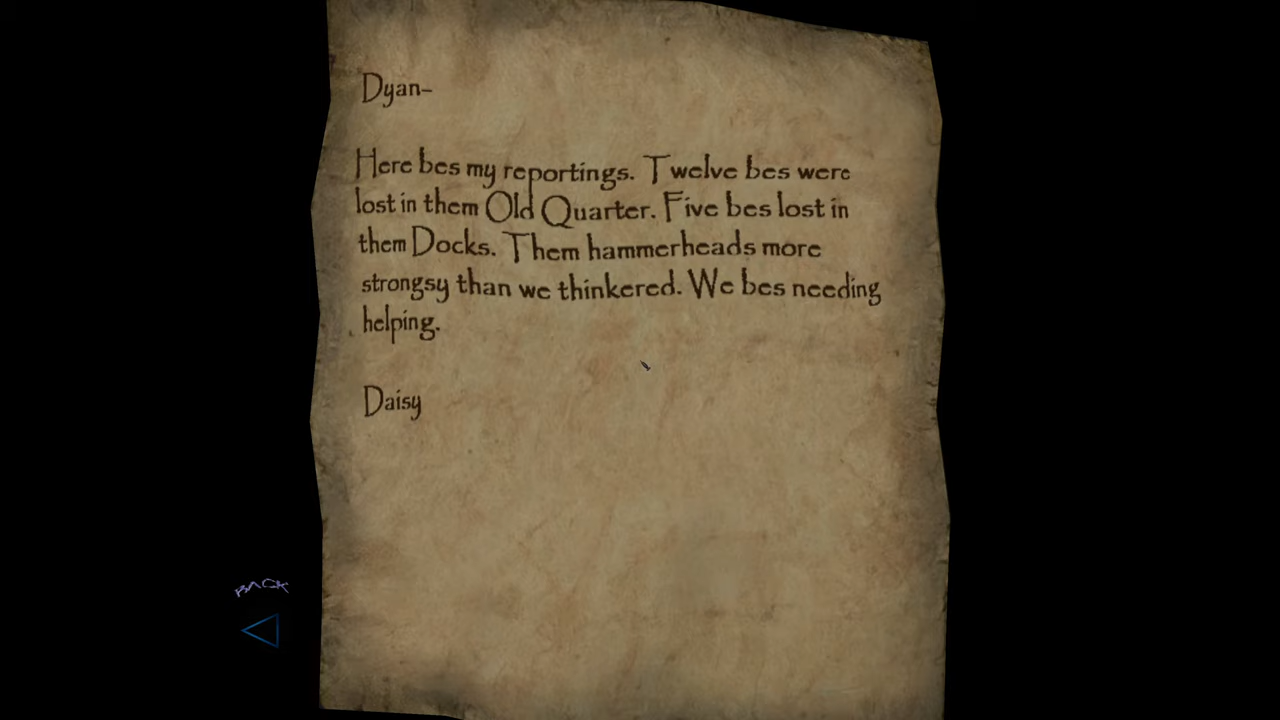 Dyan-
Here bes my reportings. Twelve bes were
lost in them Old Quarter. Five bes lost in
them Docks. Them hammerheads more
strongsy than we thinkered. We bes needing
helping.
Daisy
BACK